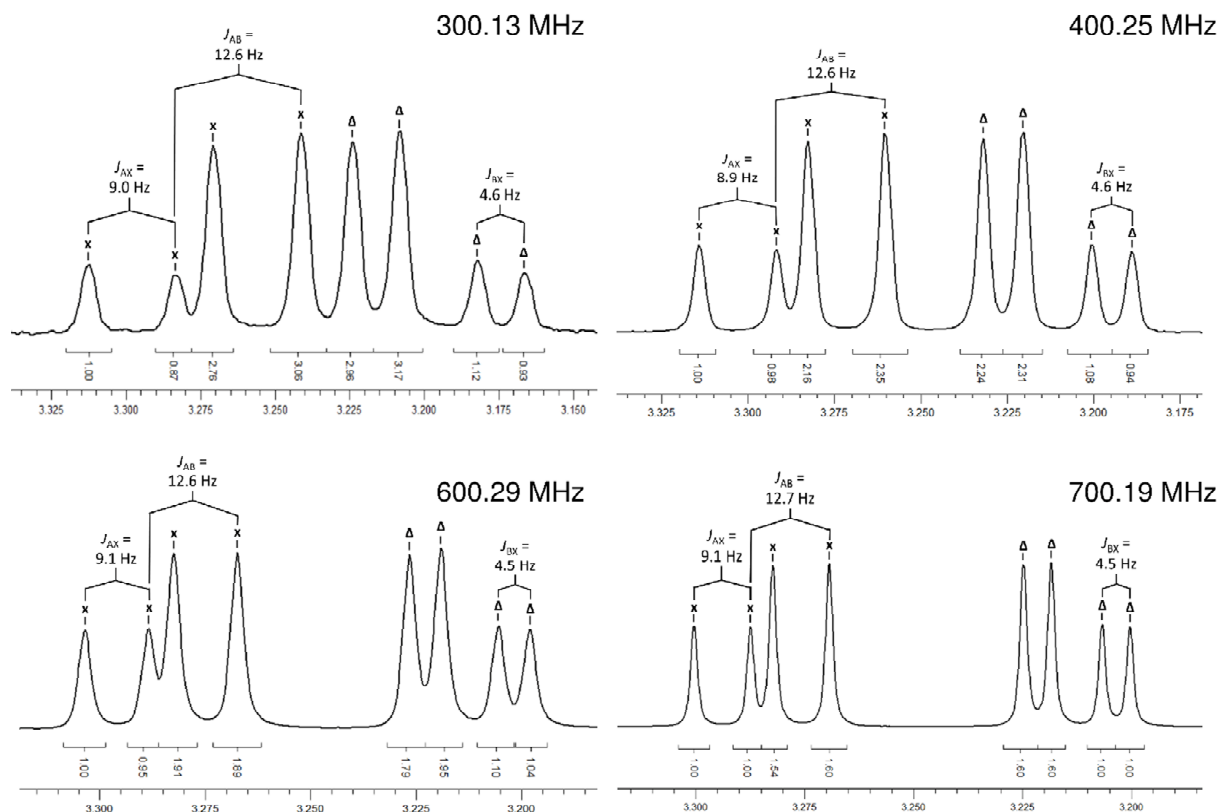 300.13 MHz
J_AB =
12.6 Hz
J_AX =
9.0 Hz
J_BX =
4.6 Hz
x x x x Δ Δ Δ Δ
1.00 0.87 2.76 3.06 2.96 3.17 1.12 0.93
3.325 3.300 3.275 3.250 3.225 3.200 3.175 3.150
400.25 MHz
J_AB =
12.6 Hz
J_AX =
8.9 Hz
J_BX =
4.6 Hz
x x x x Δ Δ Δ Δ
1.00 0.98 2.16 2.35 2.24 2.31 1.08 0.94
3.325 3.300 3.275 3.250 3.225 3.200 3.175
600.29 MHz
J_AB =
12.6 Hz
J_AX =
9.1 Hz
J_BX =
4.5 Hz
x x x x Δ Δ Δ Δ
1.00 0.95 1.91 1.89 1.79 1.95 1.10 1.04
3.300 3.275 3.250 3.225 3.200
700.19 MHz
J_AB =
12.7 Hz
J_AX =
9.1 Hz
J_BX =
4.5 Hz
x x x x Δ Δ Δ Δ
1.00 1.00 1.54 1.60 1.60 1.60 1.00 1.00
3.300 3.275 3.250 3.225 3.200